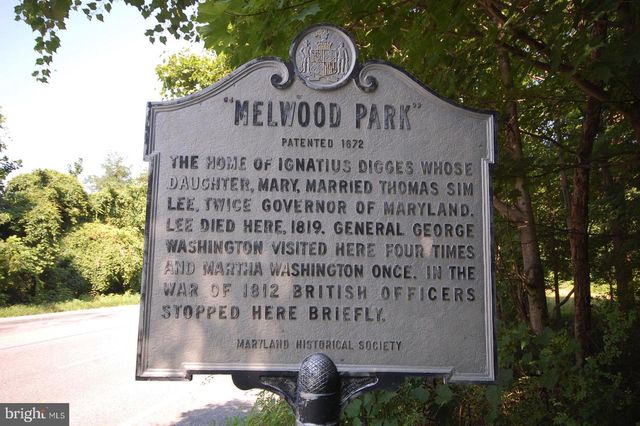 "MELWOOD PARK"
PATENTED 1672
THE HOME OF IGNATIUS DIGGES WHOSE
DAUGHTER, MARY, MARRIED THOMAS SIM
LEE, TWICE GOVERNOR OF MARYLAND.
LEE DIED HERE, 1819. GENERAL GEORGE
WASHINGTON VISITED HERE FOUR TIMES
AND MARTHA WASHINGTON ONCE. IN THE
WAR OF 1812 BRITISH OFFICERS
STOPPED HERE BRIEFLY.
MARYLAND HISTORICAL SOCIETY
bright MLS